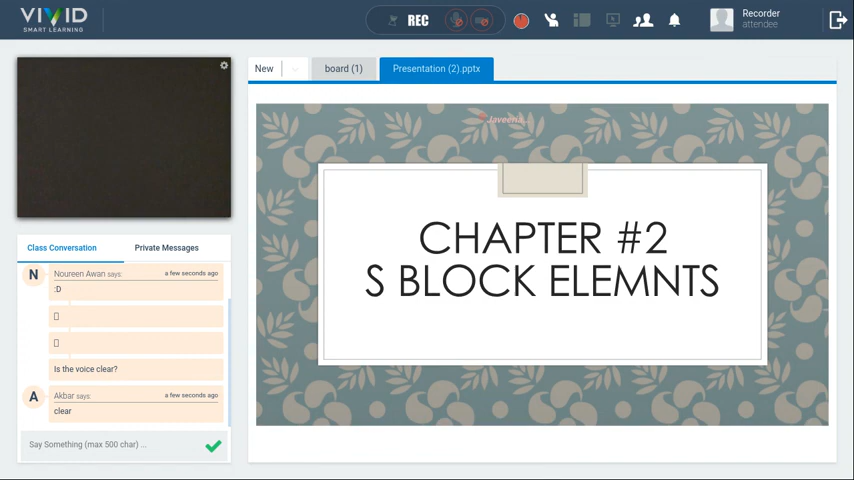 VIVID
SMART LEARNING
REC
Recorder
attendee
New
board (1)
Presentation (2).pptx
Javeeria
CHAPTER #2
S BLOCK ELEMNTS
Class Conversation
Private Messages
N
Noureen Awan says:
a few seconds ago
:D
Is the voice clear?
A
Akbar says:
a few seconds ago
clear
Say Something (max 500 char) ...